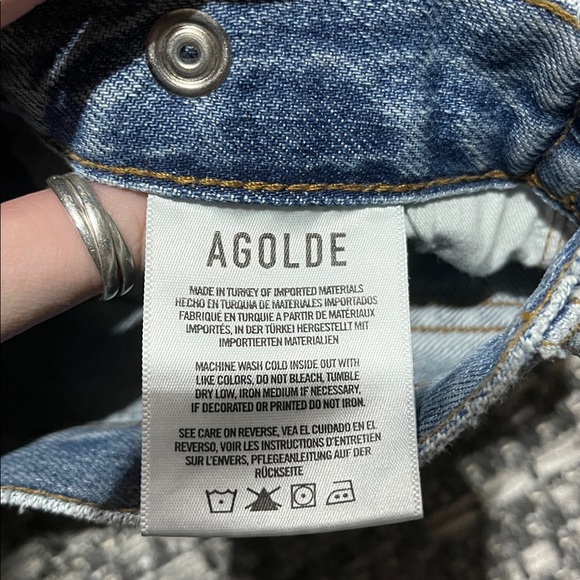 AGOLDE
MADE IN TURKEY OF IMPORTED MATERIALS
HECHO EN TURQUIA DE MATERIALES IMPORTADOS
FABRIQUÉ EN TURQUIE A PARTIR DE MATÉRIAUX
IMPORTÉS, IN DER TÜRKEI HERGESTELLT MIT
IMPORTIERTEN MATERIALIEN
MACHINE WASH COLD INSIDE OUT WITH
LIKE COLORS, DO NOT BLEACH, TUMBLE
DRY LOW, IRON MEDIUM IF NECESSARY,
IF DECORATED OR PRINTED DO NOT IRON.
SEE CARE ON REVERSE, VEA EL CUIDADO EN EL
REVERSO, VOIR LES INSTRUCTIONS D'ENTRETIEN
SUR L'ENVERS, PFLEGEANLEITUNG AUF DER
RÜCKSEITE